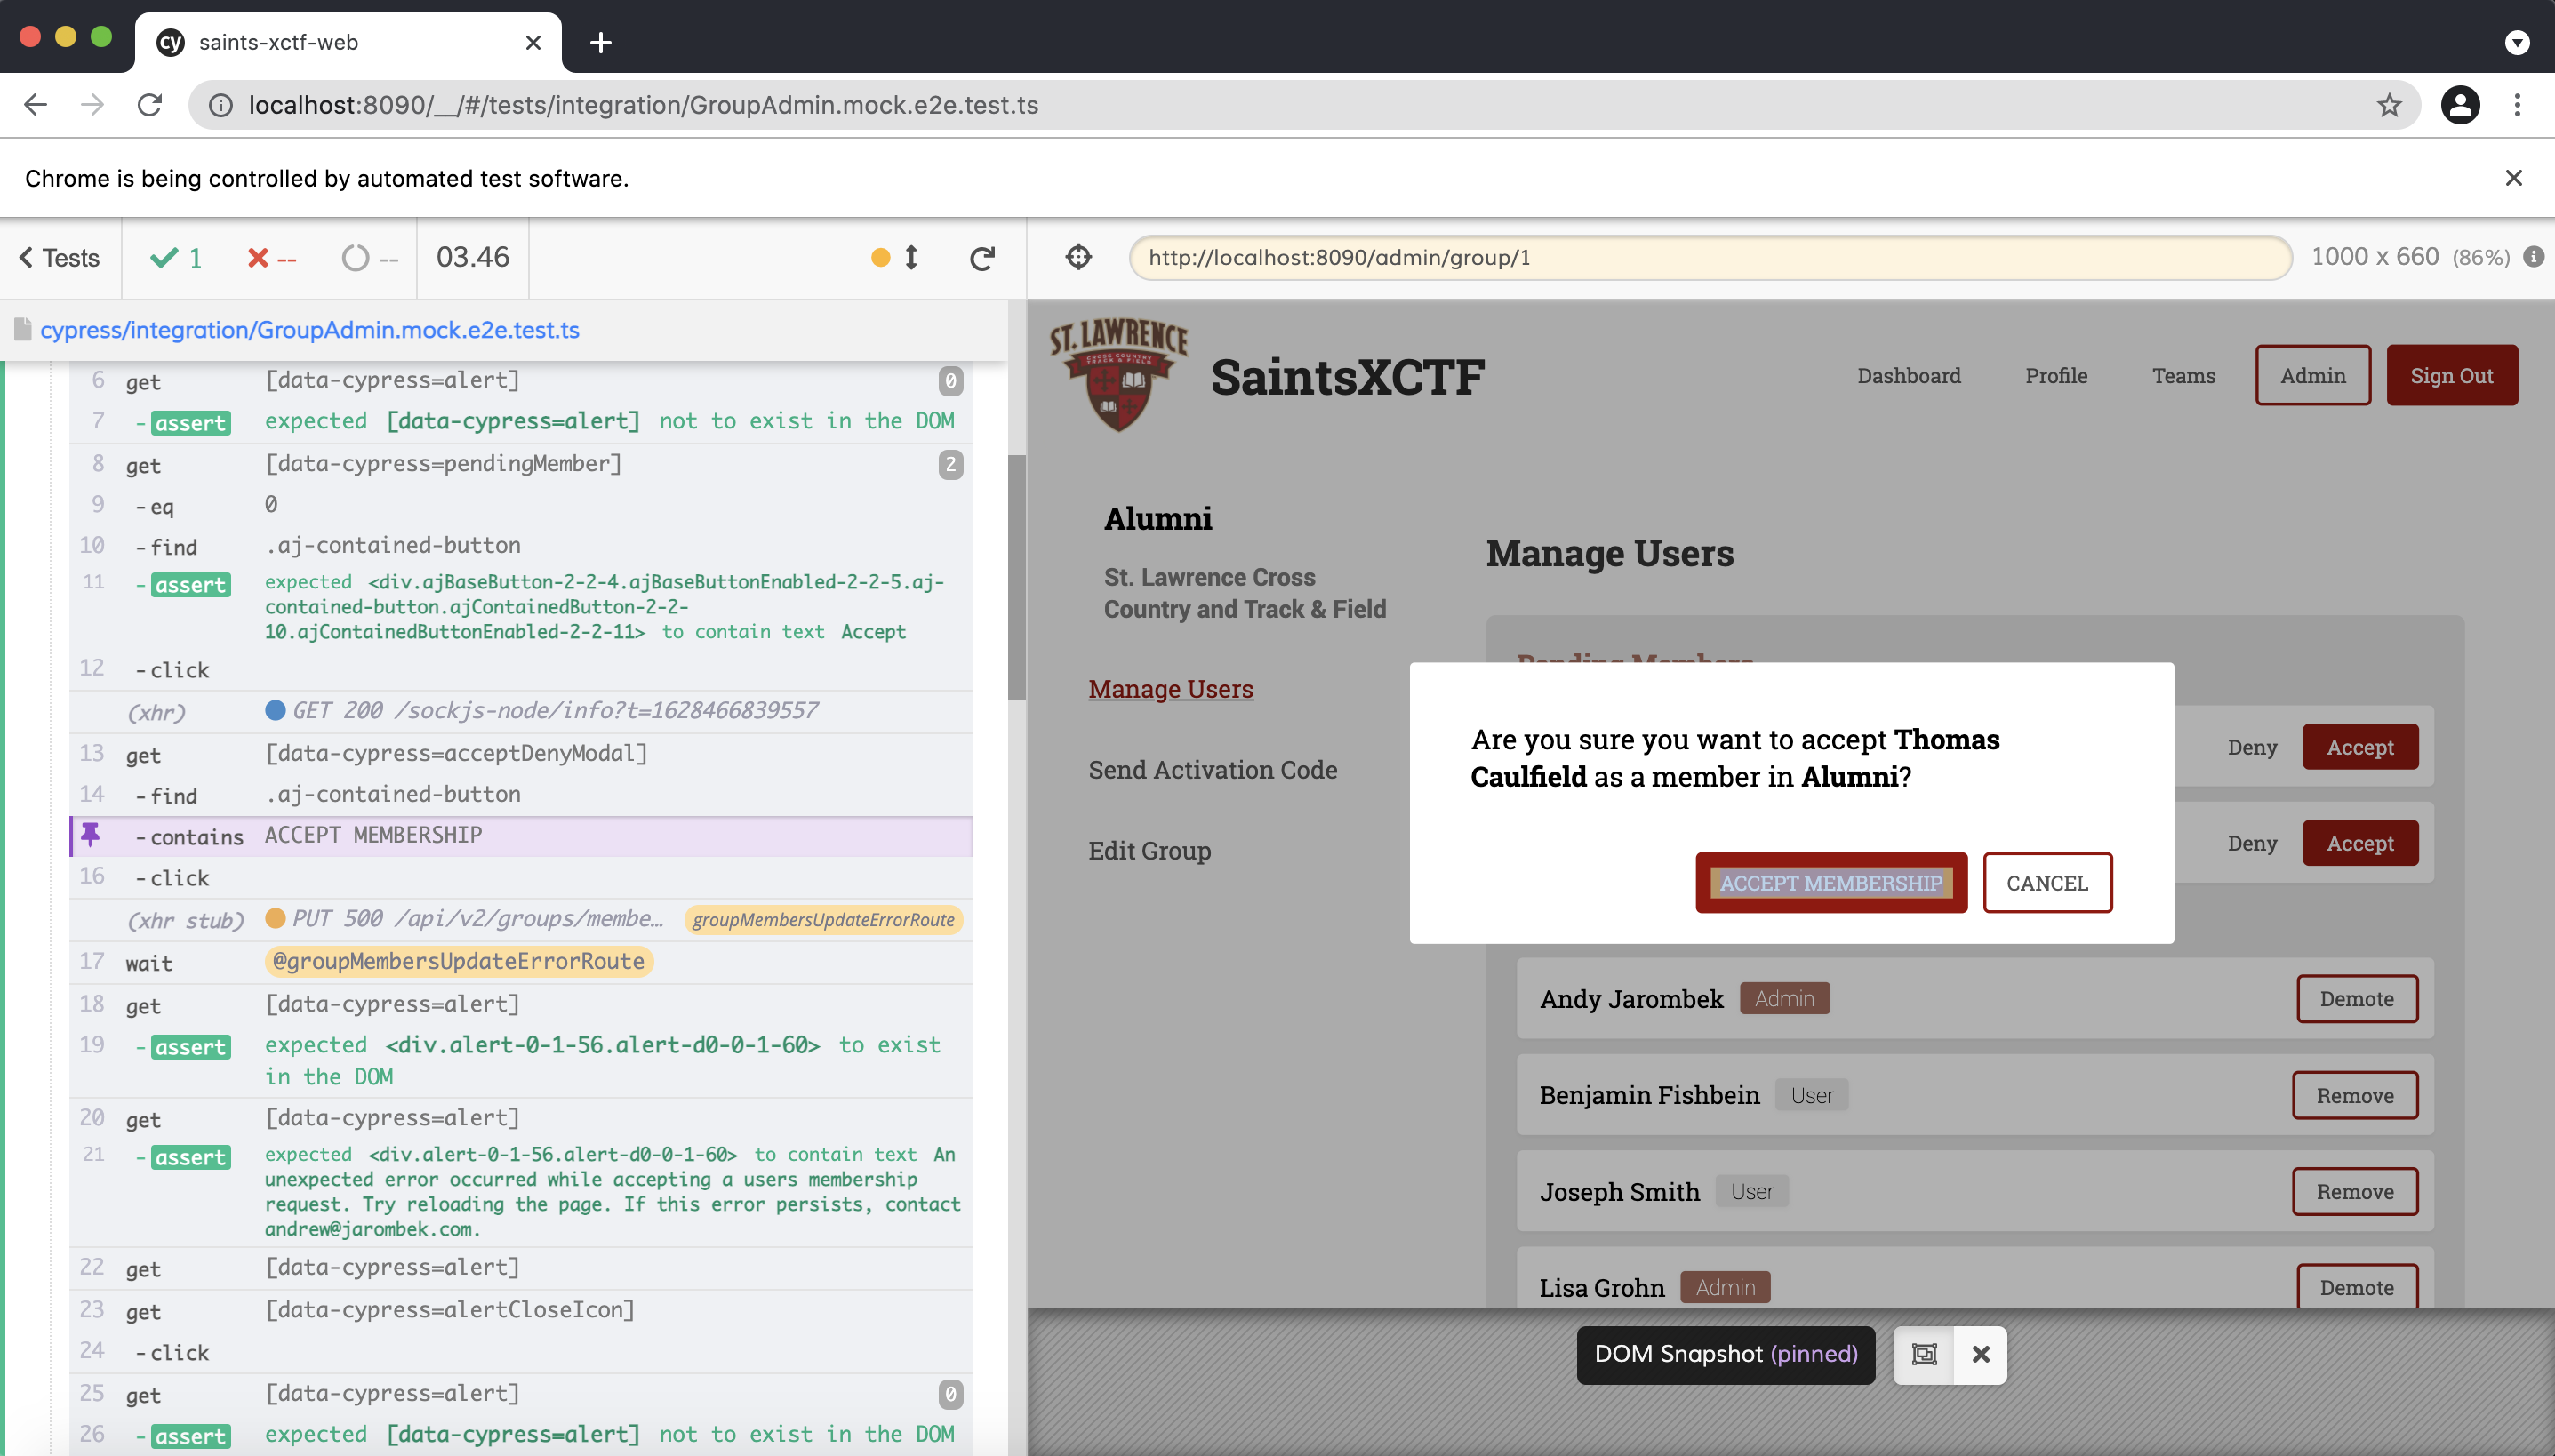 cy saints-xctf-web
localhost:8090/__/#/tests/integration/GroupAdmin.mock.e2e.test.ts
Chrome is being controlled by automated test software.
Tests 1 -- -- 03.46
http://localhost:8090/admin/group/1 1000 x 660 (86%)
cypress/integration/GroupAdmin.mock.e2e.test.ts
6 get [data-cypress=alert] 0
7 -assert expected [data-cypress=alert] not to exist in the DOM
8 get [data-cypress=pendingMember] 2
9 -eq 0
10 -find .aj-contained-button
11 -assert expected <div.ajBaseButton-2-2-4.ajBaseButtonEnabled-2-2-5.aj-
contained-button.ajContainedButton-2-2-
10.ajContainedButtonEnabled-2-2-11> to contain text Accept
12 -click
(xhr) GET 200 /sockjs-node/info?t=1628466839557
13 get [data-cypress=acceptDenyModal]
14 -find .aj-contained-button
-contains ACCEPT MEMBERSHIP
16 -click
(xhr stub) PUT 500 /api/v2/groups/membe... groupMembersUpdateErrorRoute
17 wait @groupMembersUpdateErrorRoute
18 get [data-cypress=alert]
19 -assert expected <div.alert-0-1-56.alert-d0-0-1-60> to exist
in the DOM
20 get [data-cypress=alert]
21 -assert expected <div.alert-0-1-56.alert-d0-0-1-60> to contain text An
unexpected error occurred while accepting a users membership
request. Try reloading the page. If this error persists, contact
andrew@jarombek.com.
22 get [data-cypress=alert]
23 get [data-cypress=alertCloseIcon]
24 -click
25 get [data-cypress=alert] 0
26 -assert expected [data-cypress=alert] not to exist in the DOM
ST. LAWRENCE
CROSS COUNTRY
TRACK & FIELD
SaintsXCTF
Dashboard Profile Teams Admin Sign Out
Alumni
St. Lawrence Cross
Country and Track & Field
Manage Users
Send Activation Code
Edit Group
Manage Users
Pending Members
Deny Accept
Deny Accept
Are you sure you want to accept Thomas
Caulfield as a member in Alumni?
ACCEPT MEMBERSHIP CANCEL
Andy Jarombek Admin Demote
Benjamin Fishbein User Remove
Joseph Smith User Remove
Lisa Grohn Admin Demote
DOM Snapshot (pinned)